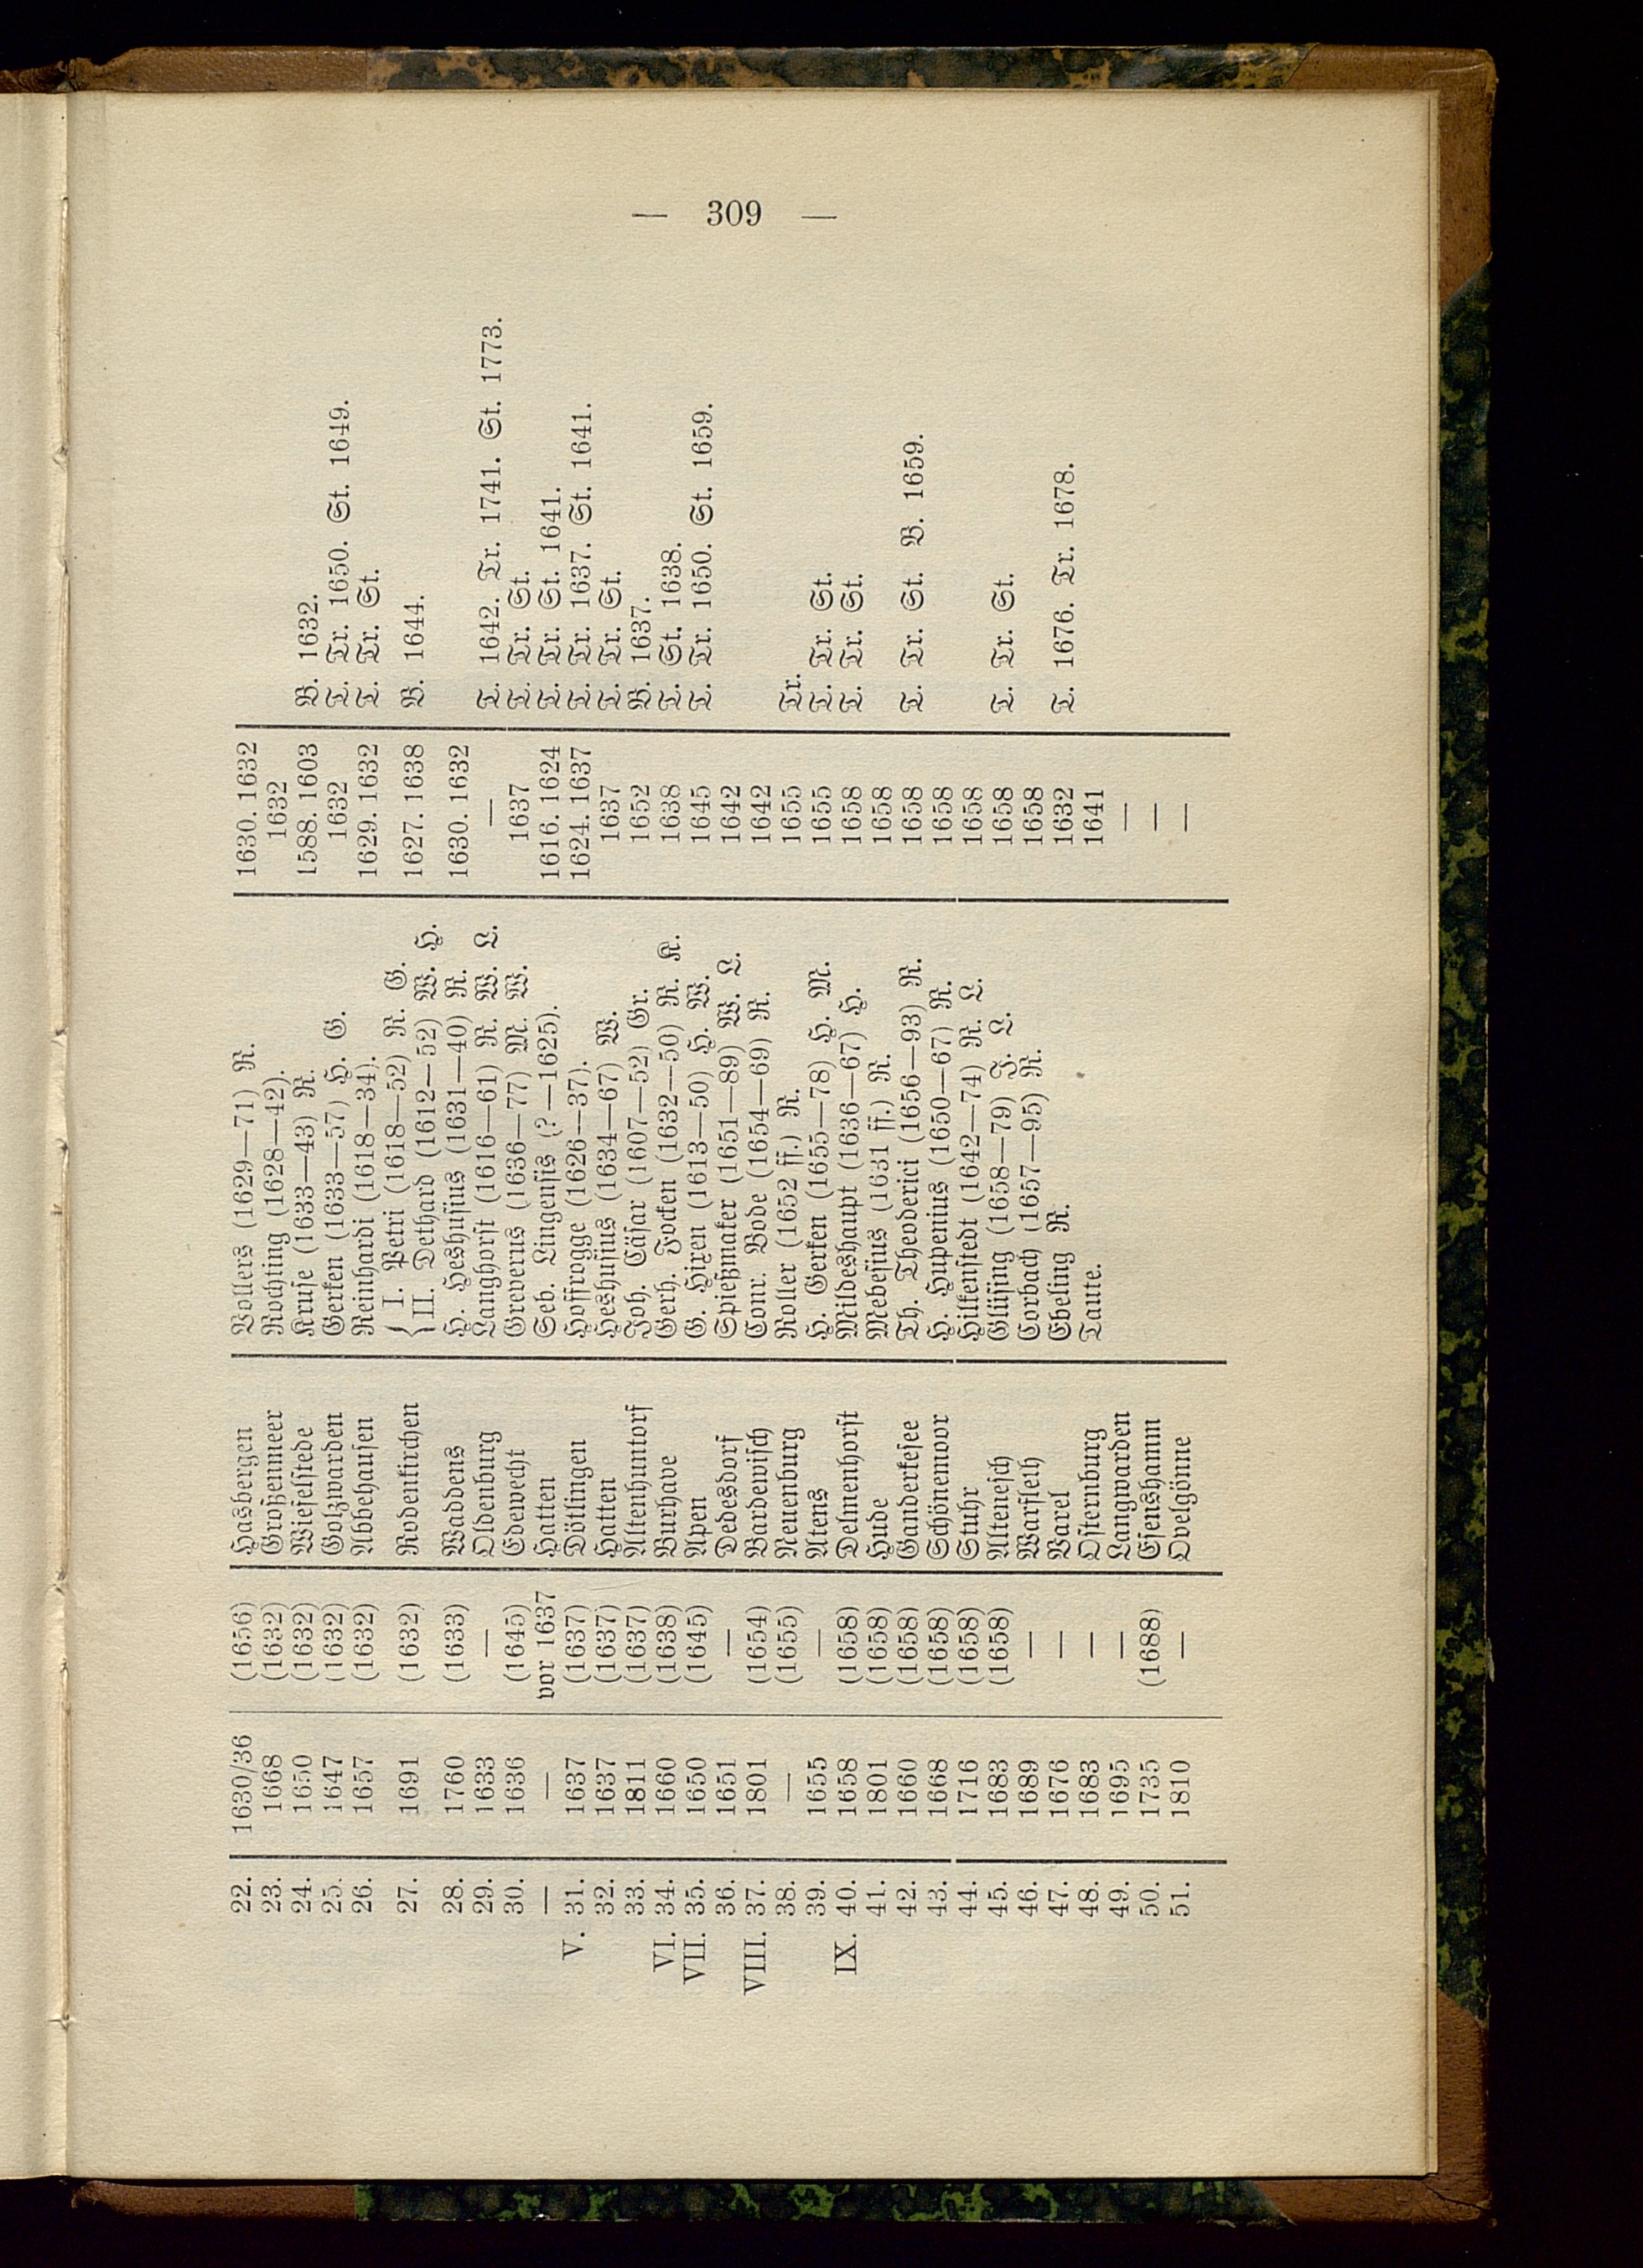 — 309 —
22. 1630/36 (1656) Hasbergen Vollers (1629—71) R. 1630. 1632
23. 1668 (1632) Großenmeer Rochsing (1628—42). 1632
24. 1650 (1632) Wiefelstede Kruse (1633—43) R. 1588. 1603 B. 1632.
25. 1647 (1632) Golzwarden Gerken (1633—57) H. G. 1632 T. Tr. 1650. St. 1649.
26. 1657 (1632) Abbehausen Reinhardi (1618—34). 1629. 1632 T. Tr. St.
27. 1691 (1632) Rodenkirchen { I. Petri (1618—52) R. G. 1627. 1638 B. 1644.
II. Dethard (1612—52) W. H.
28. 1760 (1633) Waddens H. Heshusius (1631—40) R. 1630. 1632
29. 1633 — Oldenburg Langhorst (1616—61) R. W. L. — T. 1642. Tr. 1741. St. 1773.
30. 1636 (1645) Edewecht Greverus (1636—77) M. W. 1637 T. Tr. St.
— — vor 1637 Hatten Seb. Lingensis (?—1625). 1616. 1624 T. Tr. St. 1641.
V. 31. 1637 (1637) Dötlingen Hoffrogge (1626—37). 1624. 1637 T. Tr. 1637. St. 1641.
32. 1637 (1637) Hatten Heshusius (1634—67) W. 1637 T. Tr. St.
33. 1811 (1637) Altenhuntorf Joh. Cäsar (1607—52) Gr. 1652 B. 1637.
VI. 34. 1660 (1638) Burhave Gerh. Focken (1632—50) R. K. 1638 T. St. 1638.
VII. 35. 1650 (1645) Apen G. Hixen (1613—50) H. W. 1645 T. Tr. 1650. St. 1659.
36. 1651 — Dedesdorf Spießmaker (1651—89) W. L. 1642
VIII. 37. 1801 (1654) Bardewisch Conr. Bode (1654—69) R. 1642
38. — (1655) Neuenburg Roller (1652 ff.) R. 1655 Tr.
39. 1655 — Atens H. Gerken (1655—78) H. M. 1655 T. Tr. St.
IX. 40. 1658 (1658) Delmenhorst Mildeshaupt (1636—67) H. 1658 T. Tr. St.
41. 1801 (1658) Hude Mebesius (1631 ff.) R. 1658
42. 1660 (1658) Ganderkesee Th. Theoderici (1656—93) R. 1658 T. Tr. St. B. 1659.
43. 1668 (1658) Schönemoor H. Hupenius (1650—67) R. 1658
44. 1716 (1658) Stuhr Hilkenstedt (1642—74) R. L. 1658
45. 1683 (1658) Altenesch Glüsing (1658—79) J. L. 1658 T. Tr. St.
46. 1689 — Warfleth Corbach (1657—95) R. 1658
47. 1676 — Varel Ebeling R. 1632 T. 1676. Tr. 1678.
48. 1683 — Osternburg Taute. 1641
49. 1695 — Langwarden —
50. 1735 (1688) Esenshamm —
51. 1810 — Ovelgönne —